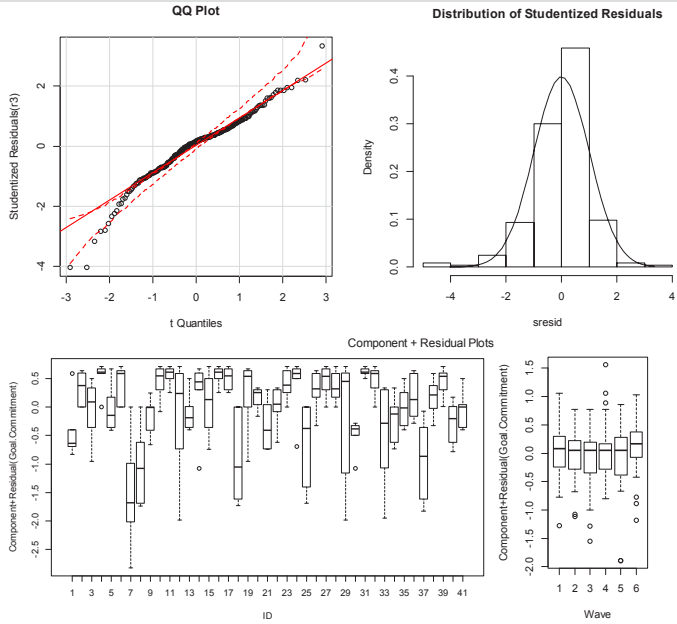 QQ Plot
Distribution of Studentized Residuals
Studentized Residuals(r3)
2
0
-2
-4
-3 -2 -1 0 1 2 3
t Quantiles
Density
0.4
0.3
0.2
0.1
0.0
-4 -2 0 2 4
sresid
Component + Residual Plots
Component+Residual(Goal.Commitment)
0.5
0.0
-0.5
-1.0
-1.5
-2.0
-2.5
1 3 5 7 9 11 13 15 17 19 21 23 25 27 29 31 33 35 37 39 41
ID
Component+Residual(Goal.Commitment)
1.5
1.0
0.5
0.0
-0.5
-1.0
-1.5
-2.0
1 2 3 4 5 6
Wave